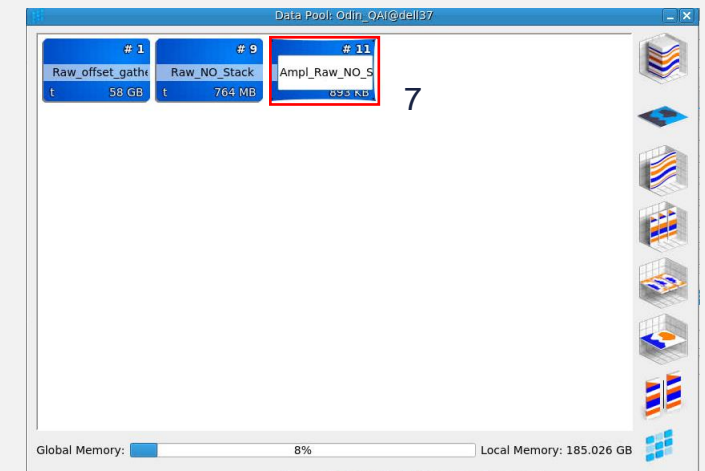 Data Pool: Odin_QAI@dell37
# 1
Raw_offset_gathe
t 58 GB
# 9
Raw_NO_Stack
t 764 MB
# 11
Ampl_Raw_NO_S
893 KB
7
Global Memory: 8% Local Memory: 185.026 GB